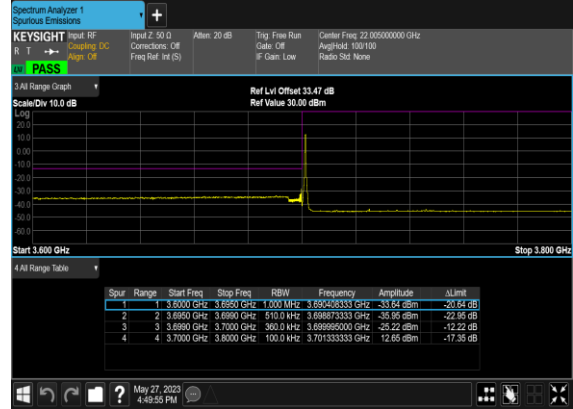 Spectrum Analyzer 1
Spurious Emissions
KEYSIGHT Input: RF Input Z: 50 Ω Atten: 20 dB Trig: Free Run Center Freq: 22.005000000 GHz
R T Coupling: DC Corrections: Off Gate: Off Avg|Hold: 100/100
Align: Off Freq Ref: Int (S) IF Gain: Low Radio Std: None
PASS
3 All Range Graph
Ref Lvl Offset 33.47 dB
Scale/Div 10.0 dB Ref Value 30.00 dBm
Log
20.0
10.0
0.00
-10.0
-20.0
-30.0
-40.0
-50.0
-60.0
Start 3.600 GHz Stop 3.800 GHz
4 All Range Table
Spur Range Start Freq Stop Freq RBW Frequency Amplitude ΔLimit
1 1 3.6000 GHz 3.6950 GHz 1.000 MHz 3.690408333 GHz -33.64 dBm -20.64 dB
2 2 3.6950 GHz 3.6990 GHz 510.0 kHz 3.698873333 GHz -35.95 dBm -22.95 dB
3 3 3.6990 GHz 3.7000 GHz 360.0 kHz 3.699995000 GHz -25.22 dBm -12.22 dB
4 4 3.7000 GHz 3.8000 GHz 100.0 kHz 3.701333333 GHz 12.65 dBm -17.35 dB
? May 27, 2023
4:49:55 PM